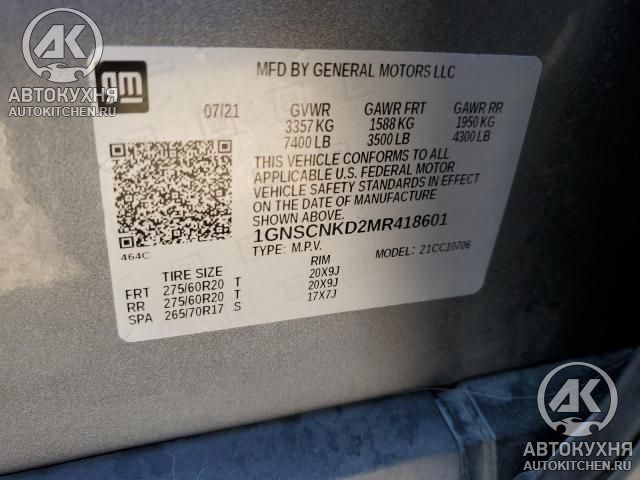 AK
АВТОКУХНЯ
AUTOKITCHEN.RU
gm
MFD BY GENERAL MOTORS LLC
07/21 GVWR GAWR FRT GAWR RR
3357 KG 1588 KG 1950 KG
7400 LB 3500 LB 4300 LB
THIS VEHICLE CONFORMS TO ALL
APPLICABLE U.S. FEDERAL MOTOR
VEHICLE SAFETY STANDARDS IN EFFECT
ON THE DATE OF MANUFACTURE
SHOWN ABOVE.
1GNSCNKD2MR418601
464C TYPE: M.P.V. MODEL: 21CC10706
TIRE SIZE RIM
FRT 275/60R20 T 20X9J
RR 275/60R20 T 20X9J
SPA 265/70R17 S 17X7J
AK
АВТОКУХНЯ
AUTOKITCHEN.RU